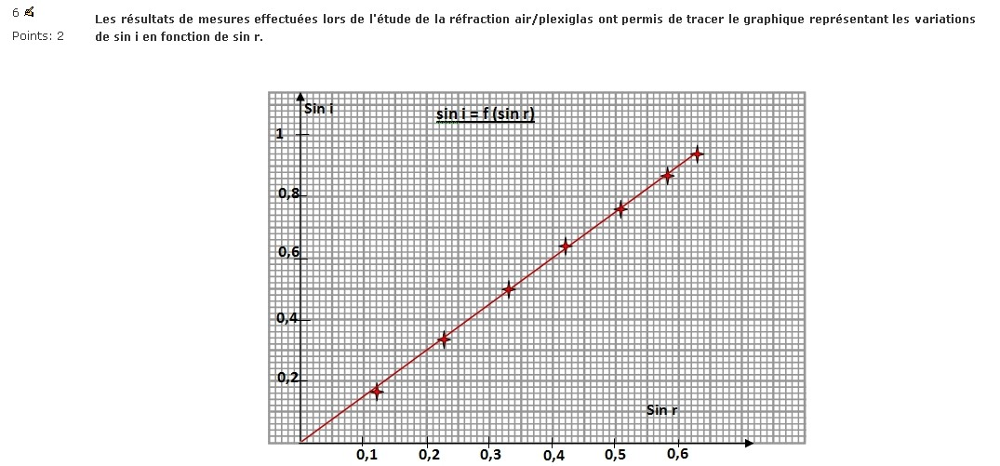 6
Points: 2
Les résultats de mesures effectuées lors de l'étude de la réfraction air/plexiglas ont permis de tracer le graphique représentant les variations
de sin i en fonction de sin r.
Sin i
sin i = f (sin r)
1
0,8
0,6
0,4
0,2
Sin r
0,1 0,2 0,3 0,4 0,5 0,6